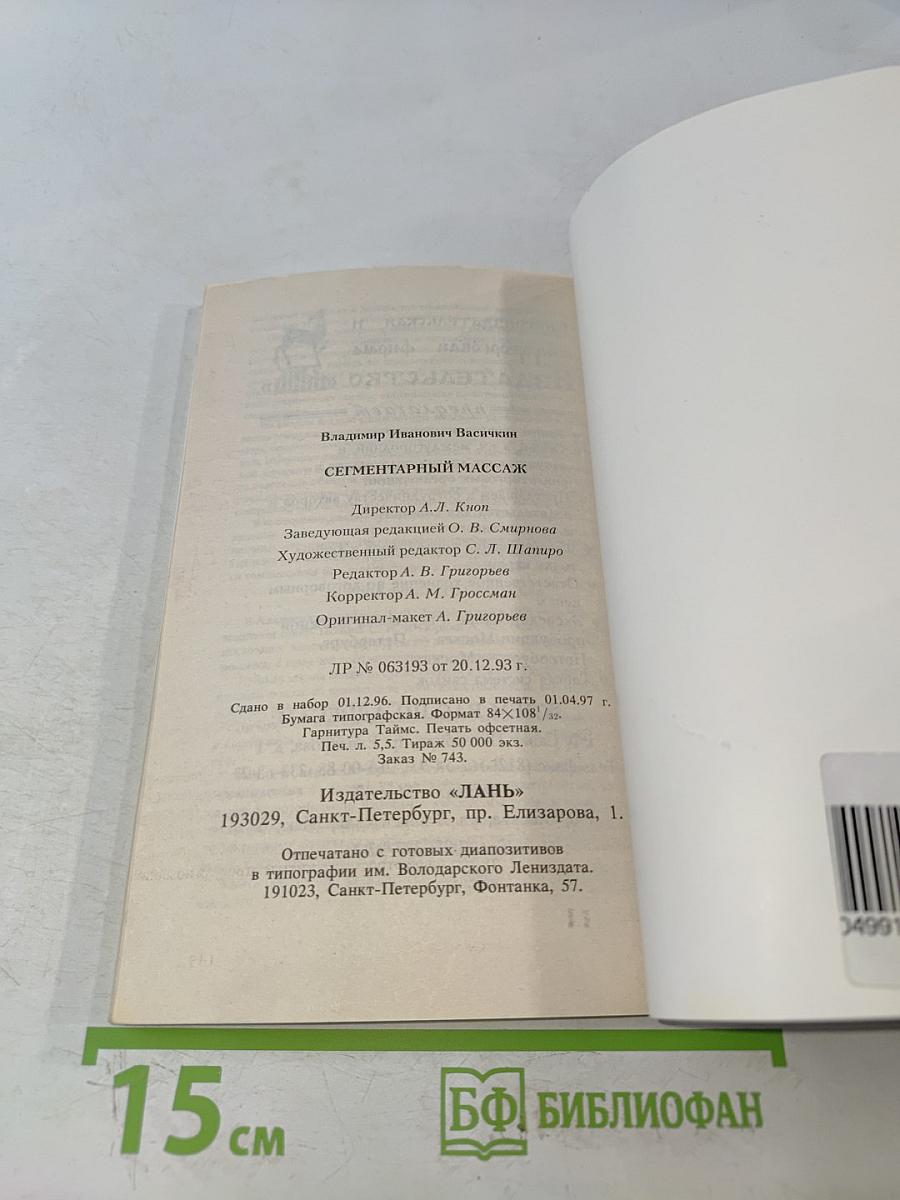 Владимир Иванович Васичкин
СЕГМЕНТАРНЫЙ МАССАЖ
Директор А.Л. Кноп
Заведующая редакцией О. В. Смирнова
Художественный редактор С. Л. Шапиро
Редактор А. В. Григорьев
Корректор А. М. Гроссман
Оригинал-макет А. Григорьев
ЛР № 063193 от 20.12.93 г.
Сдано в набор 01.12.96. Подписано в печать 01.04.97 г.
Бумага типографская. Формат 84×108 1/32.
Гарнитура Таймс. Печать офсетная.
Печ. л. 5,5. Тираж 50 000 экз.
Заказ № 743.
Издательство «ЛАНЬ»
193029, Санкт-Петербург, пр. Елизарова, 1.
Отпечатано с готовых диапозитивов
в типографии им. Володарского Лениздата.
191023, Санкт-Петербург, Фонтанка, 57.
15 см
БФ БИБЛИОФАН